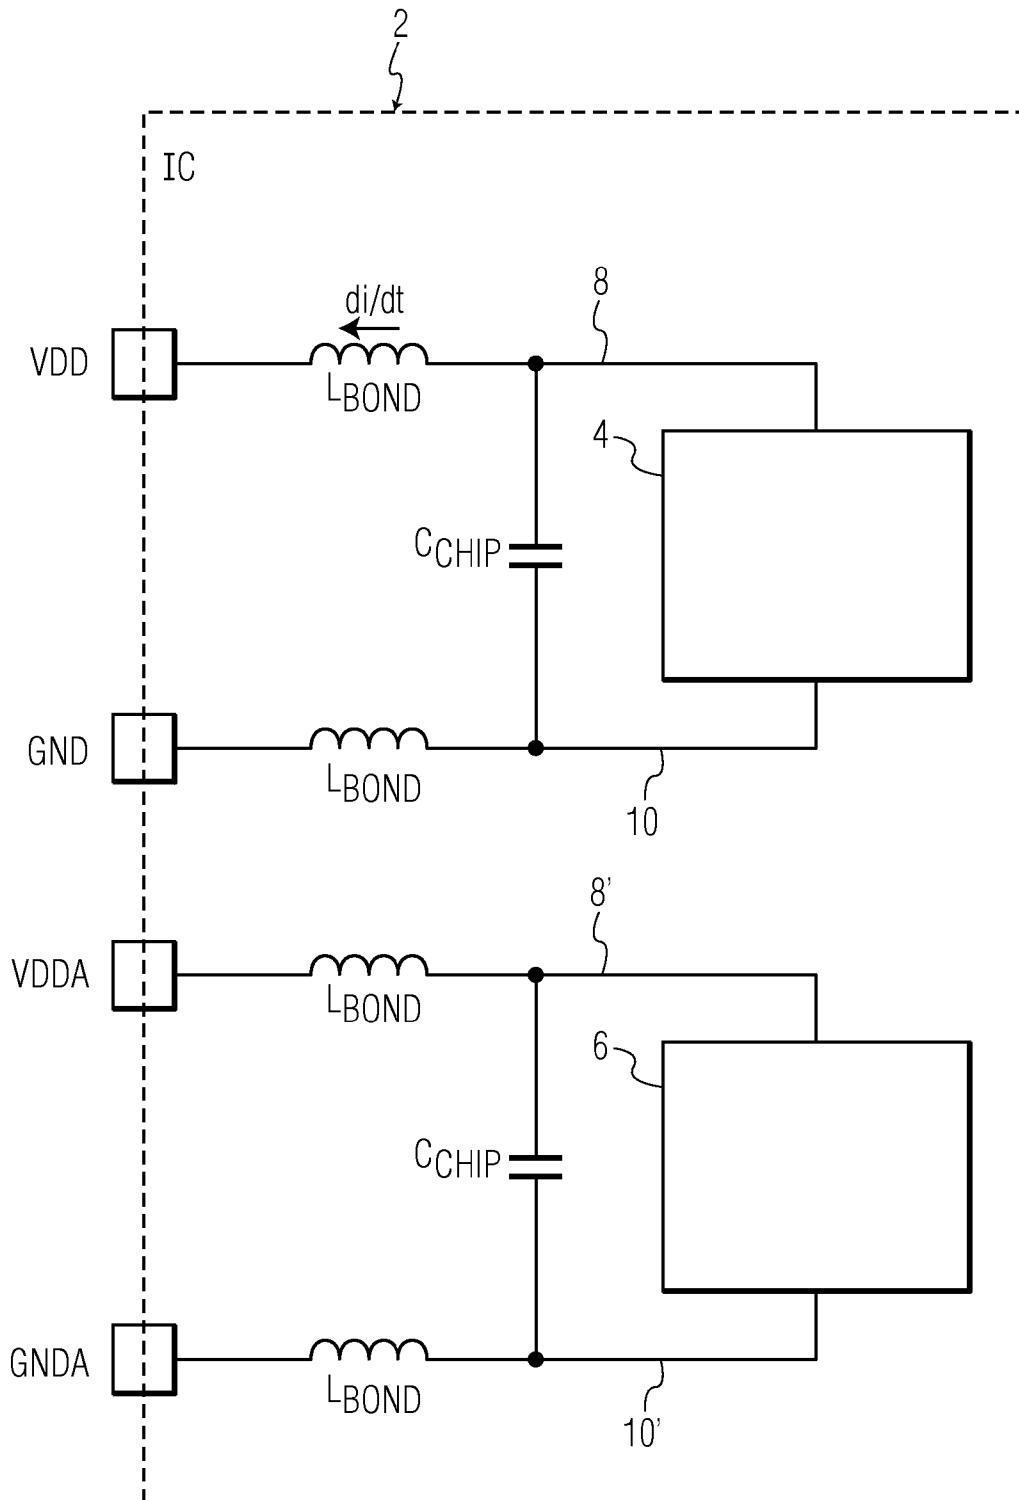 2
IC
di/dt
8
VDD
LBOND
4
CCHIP
GND
LBOND
10
8'
VDDA
LBOND
6
CCHIP
GNDA
LBOND
10'